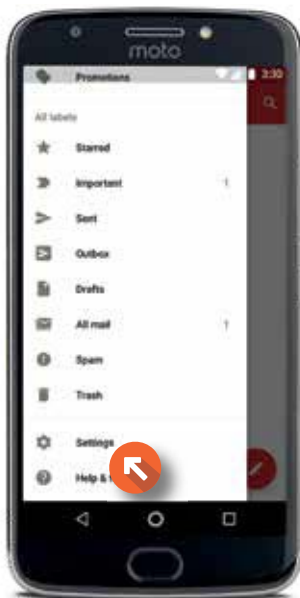 moto
Promotions
3:30
All labels
Starred
Important 1
Sent
Outbox
Drafts
All mail 1
Spam
Trash
Settings
Help &